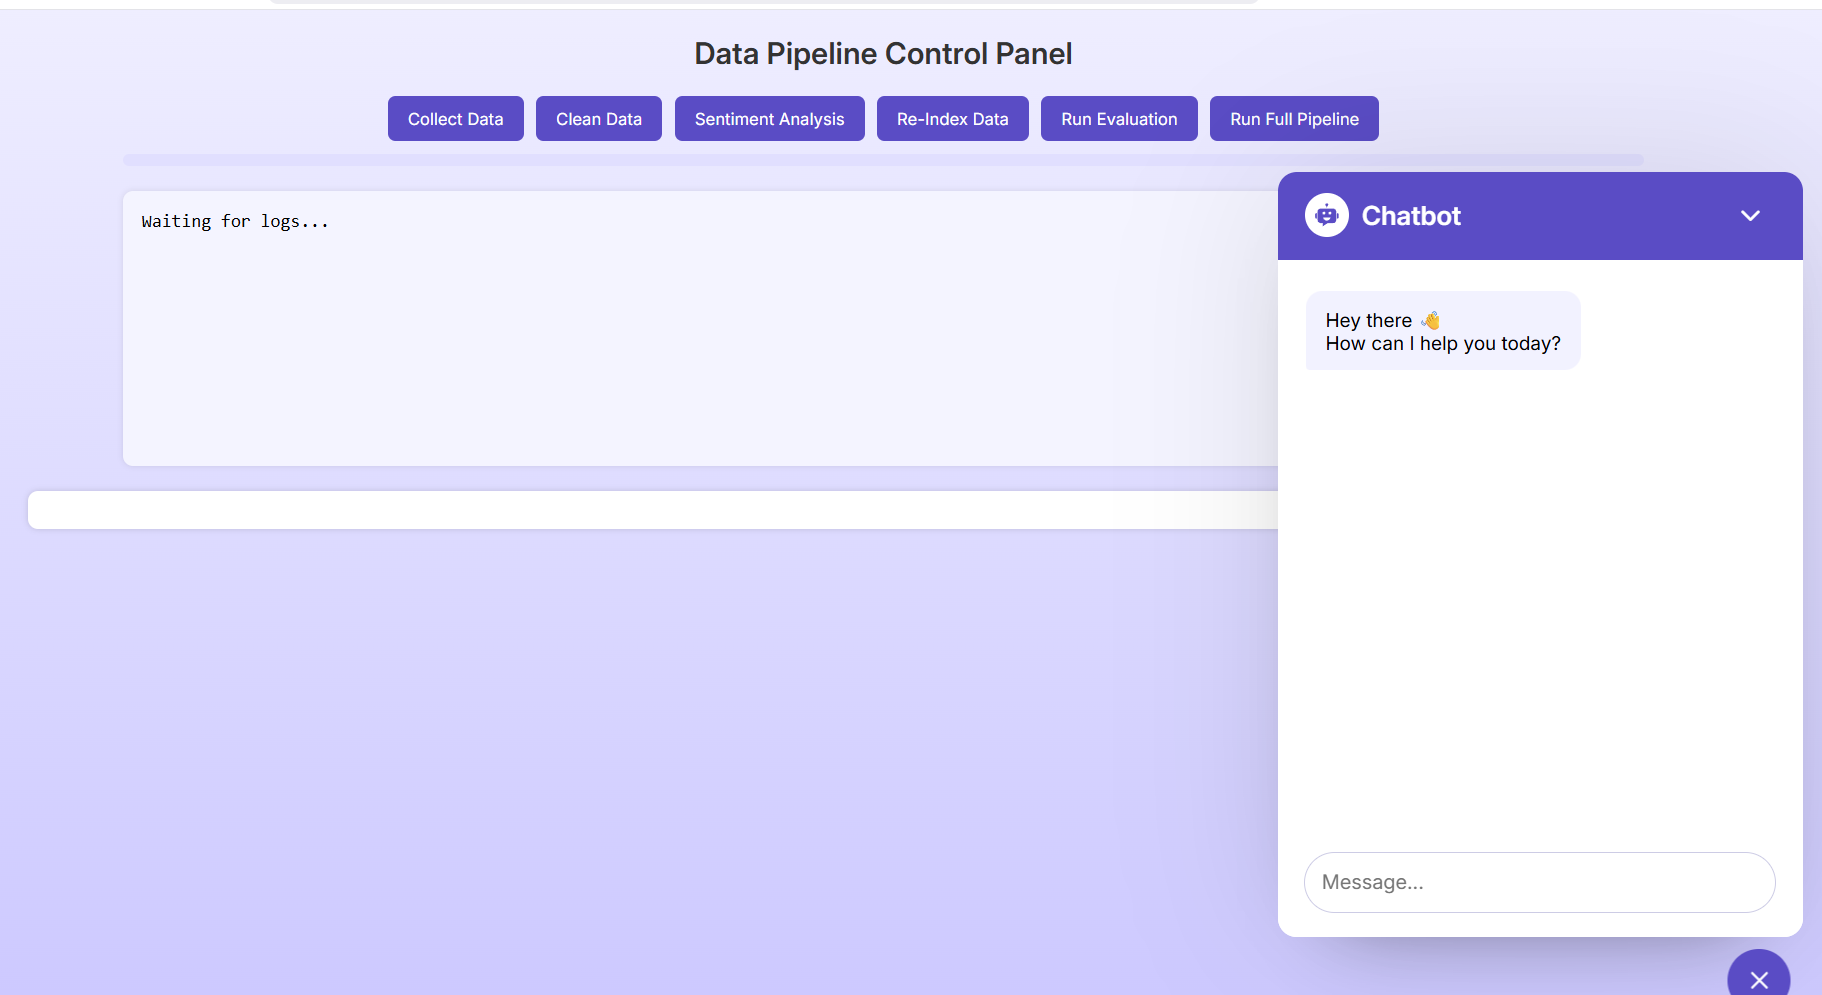 Data Pipeline Control Panel
Collect Data Clean Data Sentiment Analysis Re-Index Data Run Evaluation Run Full Pipeline
Waiting for logs...
Chatbot
Hey there 👋
How can I help you today?
Message...